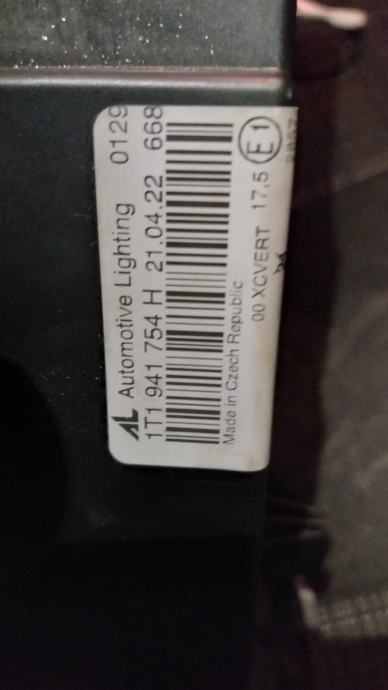 AL Automotive Lighting 0129
1T1 941 754 H 21.04.22 668
Made in Czech Republic
00 XCVERT 17,5 E1